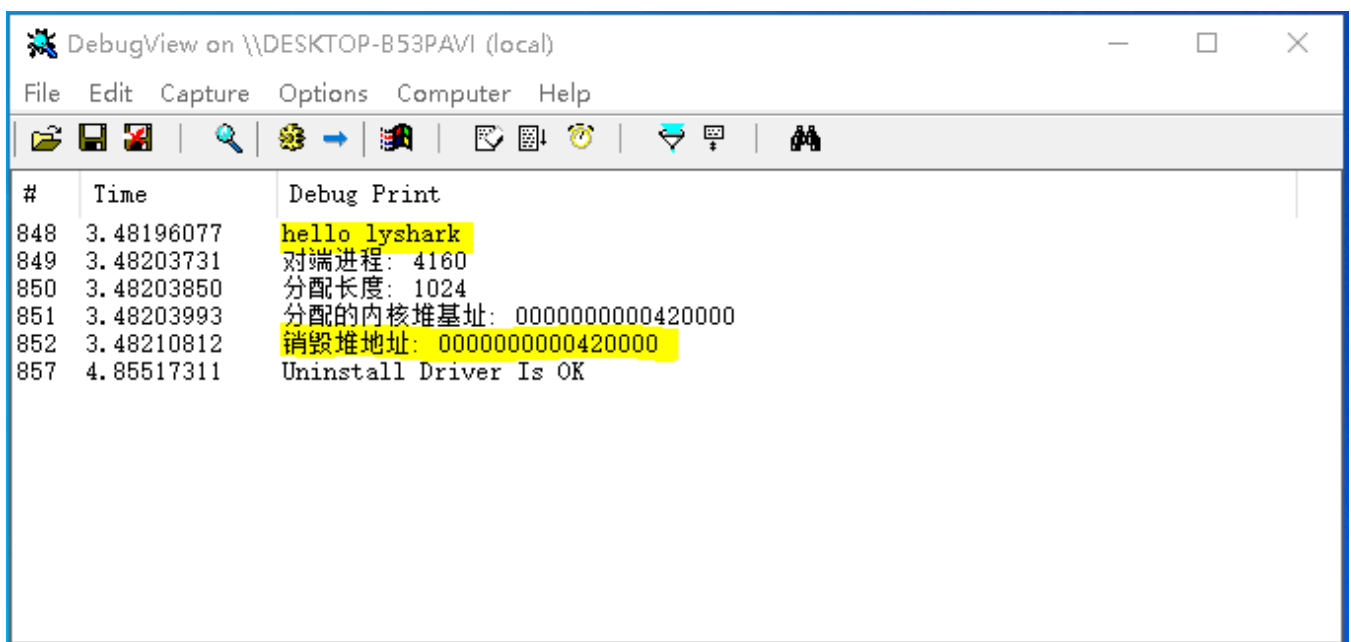 DebugView on \\DESKTOP-B53PAVI (local)
File Edit Capture Options Computer Help
# Time Debug Print
848 3.48196077 hello lyshark
849 3.48203731 对端进程: 4160
850 3.48203850 分配长度: 1024
851 3.48203993 分配的内核堆基址: 0000000000420000
852 3.48210812 销毁堆地址: 0000000000420000
857 4.85517311 Uninstall Driver Is OK